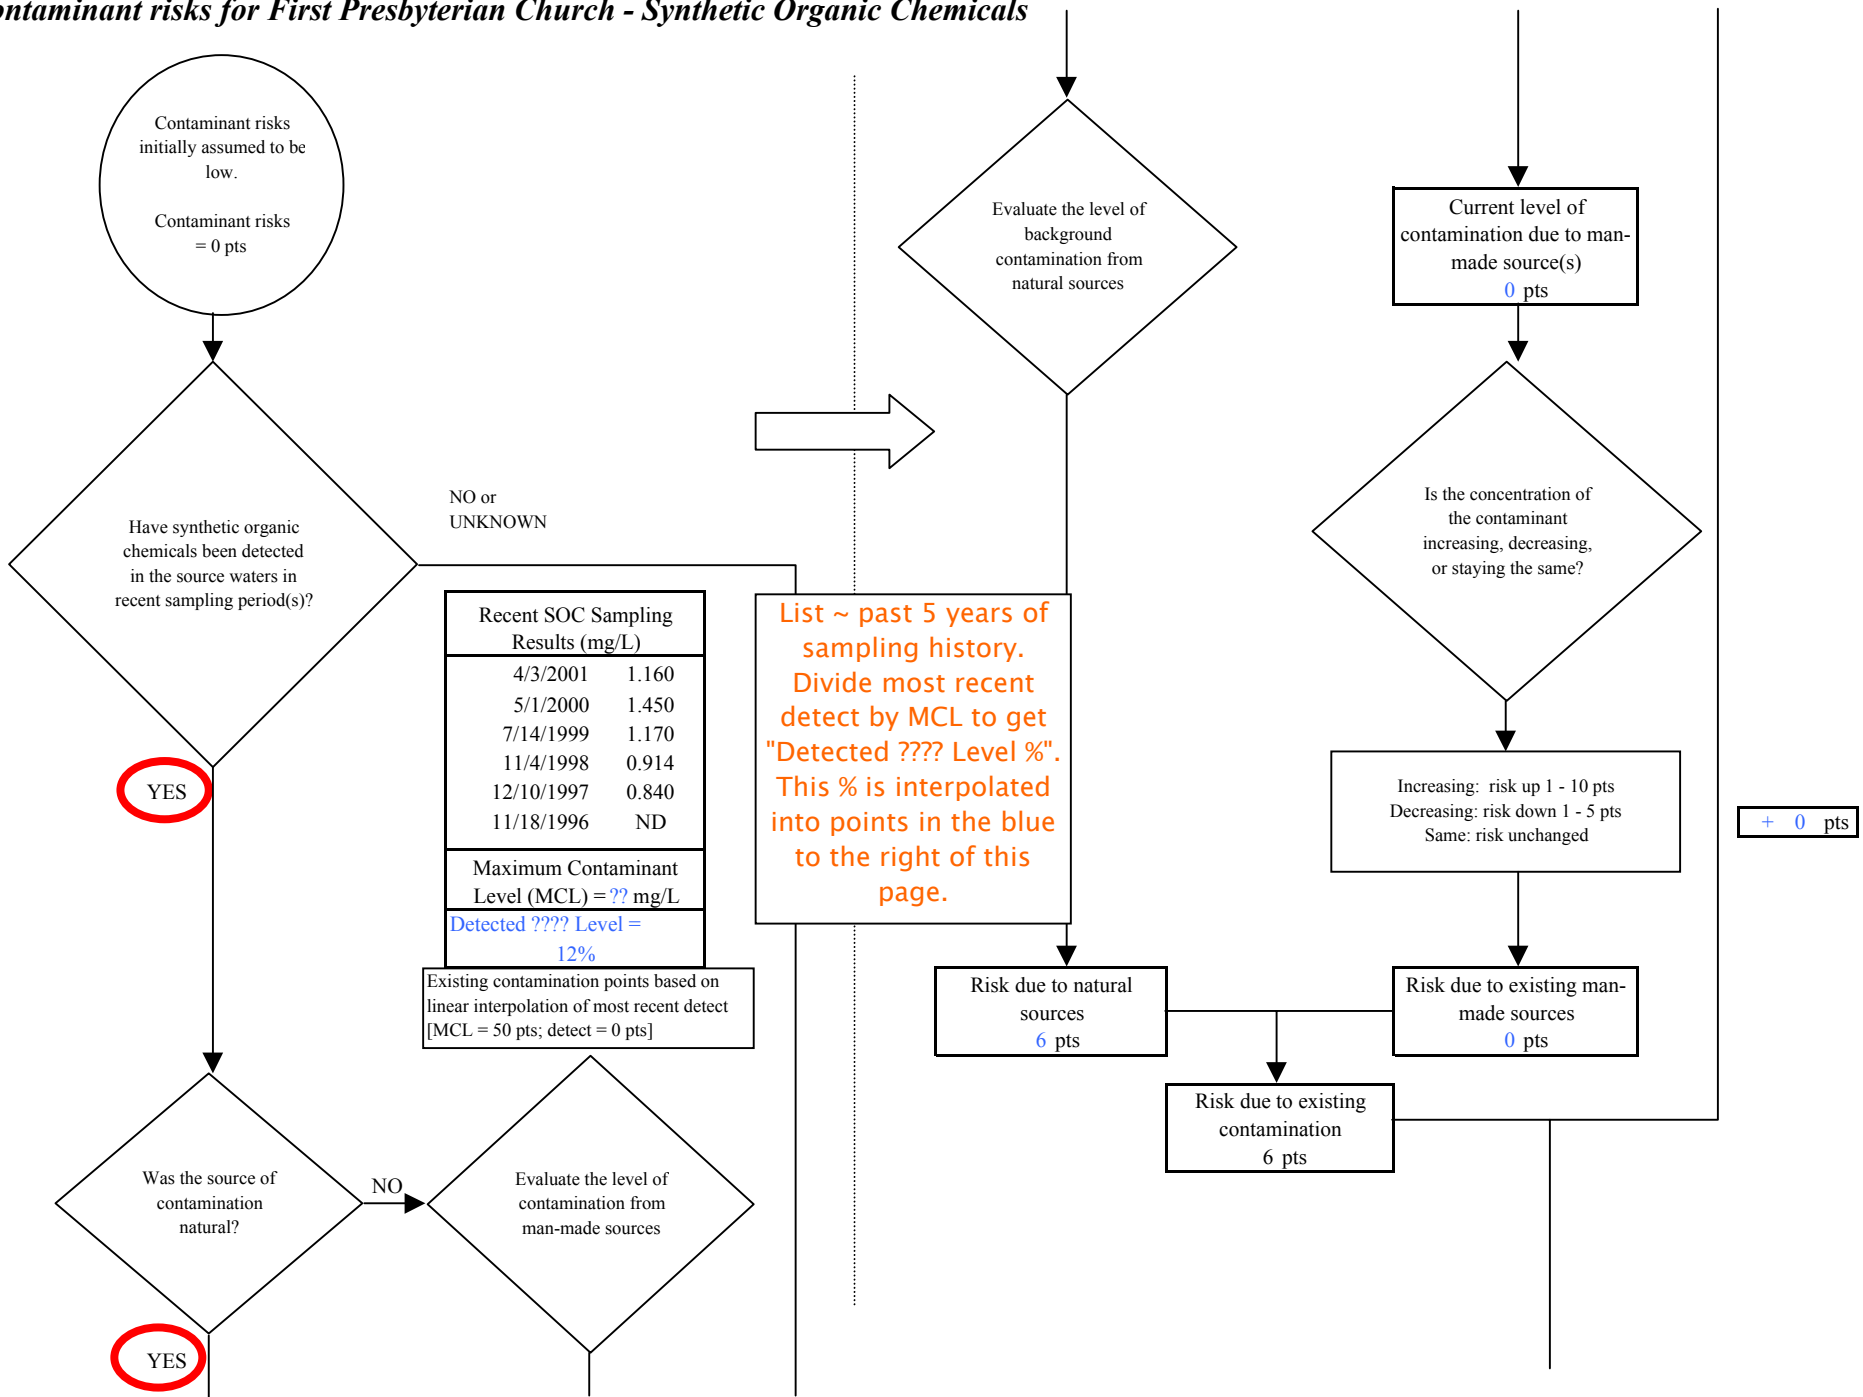 ontaminant risks for First Presbyterian Church - Synthetic Organic Chemicals
Contaminant risks
initially assumed to be
low.
Contaminant risks
= 0 pts
Have synthetic organic
chemicals been detected
in the source waters in
recent sampling period(s)?
NO or
UNKNOWN
YES
Recent SOC Sampling
Results (mg/L)
4/3/2001 1.160
5/1/2000 1.450
7/14/1999 1.170
11/4/1998 0.914
12/10/1997 0.840
11/18/1996 ND
Maximum Contaminant
Level (MCL) = ?? mg/L
Detected ???? Level =
12%
Existing contamination points based on
linear interpolation of most recent detect
[MCL = 50 pts; detect = 0 pts]
Was the source of
contamination
natural?
NO
YES
Evaluate the level of
contamination from
man-made sources
List ~ past 5 years of
sampling history.
Divide most recent
detect by MCL to get
"Detected ???? Level %".
This % is interpolated
into points in the blue
to the right of this
page.
Evaluate the level of
background
contamination from
natural sources
Risk due to natural
sources
6 pts
Current level of
contamination due to man-
made source(s)
0 pts
Is the concentration of
the contaminant
increasing, decreasing,
or staying the same?
Increasing: risk up 1 - 10 pts
Decreasing: risk down 1 - 5 pts
Same: risk unchanged
+ 0 pts
Risk due to existing man-
made sources
0 pts
Risk due to existing
contamination
6 pts